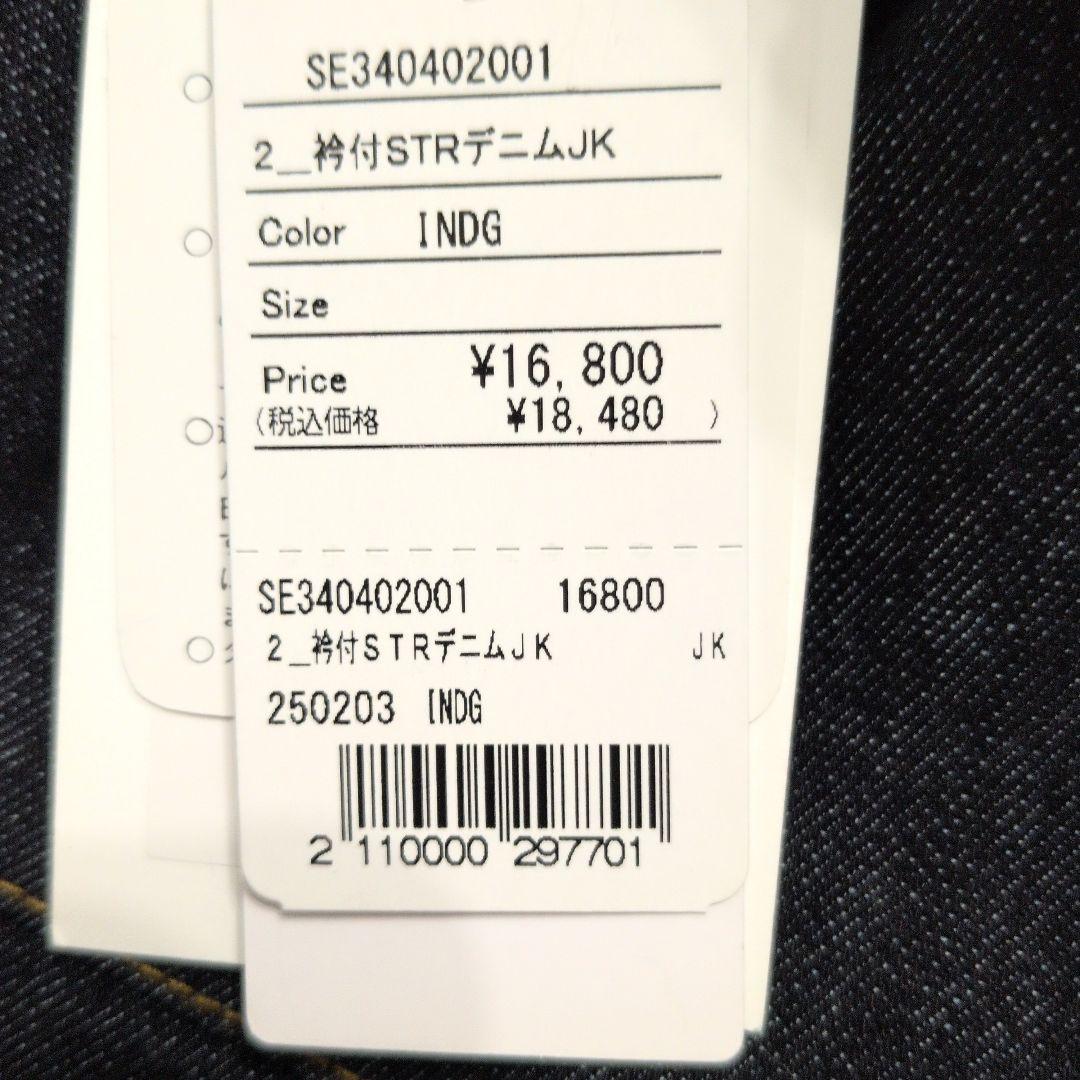 SE340402001
2＿衿付STRデニムJK
Color INDG
Size
Price ¥16,800
(税込価格 ¥18,480 )
SE340402001 16800
2＿衿付STRデニムJK JK
250203 INDG
2 110000 297701